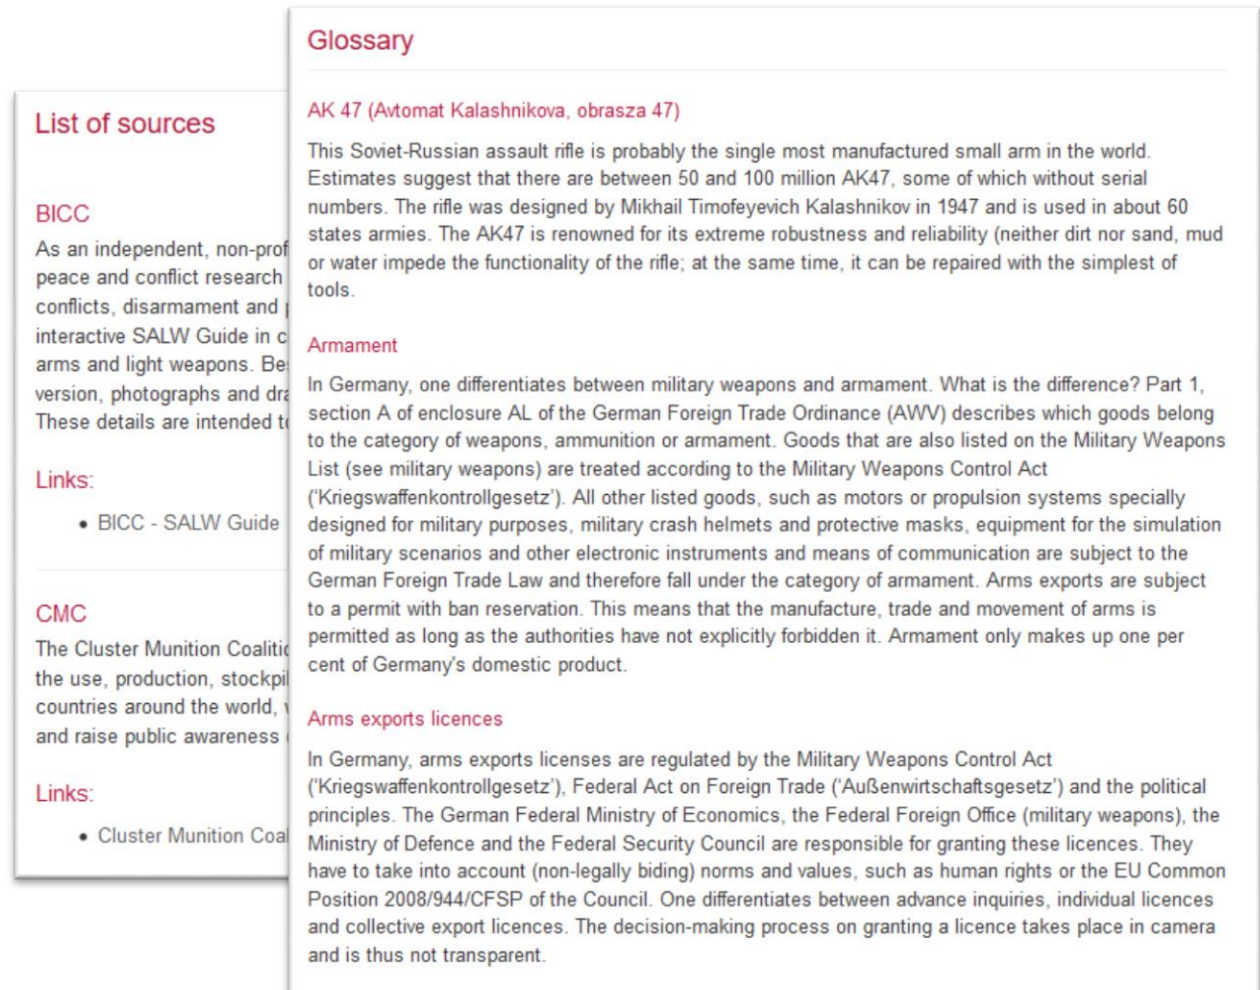 List of sources
BICC
As an independent, non-prof
peace and conflict research
conflicts, disarmament and
interactive SALW Guide in c
arms and light weapons. Be
version, photographs and dra
These details are intended to
Links:
• BICC - SALW Guide
CMC
The Cluster Munition Coalitio
the use, production, stockpil
countries around the world,
and raise public awareness
Links:
• Cluster Munition Coal
Glossary
AK 47 (Avtomat Kalashnikova, obrasza 47)
This Soviet-Russian assault rifle is probably the single most manufactured small arm in the world.
Estimates suggest that there are between 50 and 100 million AK47, some of which without serial
numbers. The rifle was designed by Mikhail Timofeyevich Kalashnikov in 1947 and is used in about 60
states armies. The AK47 is renowned for its extreme robustness and reliability (neither dirt nor sand, mud
or water impede the functionality of the rifle; at the same time, it can be repaired with the simplest of
tools.
Armament
In Germany, one differentiates between military weapons and armament. What is the difference? Part 1,
section A of enclosure AL of the German Foreign Trade Ordinance (AWV) describes which goods belong
to the category of weapons, ammunition or armament. Goods that are also listed on the Military Weapons
List (see military weapons) are treated according to the Military Weapons Control Act
(‘Kriegswaffenkontrollgesetz’). All other listed goods, such as motors or propulsion systems specially
designed for military purposes, military crash helmets and protective masks, equipment for the simulation
of military scenarios and other electronic instruments and means of communication are subject to the
German Foreign Trade Law and therefore fall under the category of armament. Arms exports are subject
to a permit with ban reservation. This means that the manufacture, trade and movement of arms is
permitted as long as the authorities have not explicitly forbidden it. Armament only makes up one per
cent of Germany's domestic product.
Arms exports licences
In Germany, arms exports licenses are regulated by the Military Weapons Control Act
(‘Kriegswaffenkontrollgesetz’), Federal Act on Foreign Trade (‘Außenwirtschaftsgesetz’) and the political
principles. The German Federal Ministry of Economics, the Federal Foreign Office (military weapons), the
Ministry of Defence and the Federal Security Council are responsible for granting these licences. They
have to take into account (non-legally biding) norms and values, such as human rights or the EU Common
Position 2008/944/CFSP of the Council. One differentiates between advance inquiries, individual licences
and collective export licences. The decision-making process on granting a licence takes place in camera
and is thus not transparent.